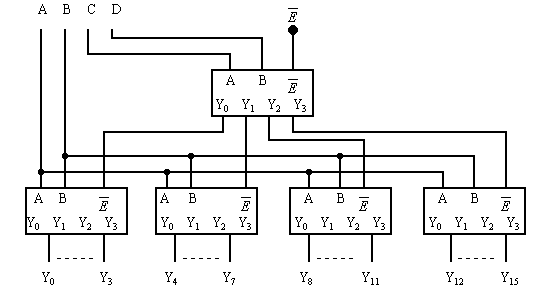 A B C D E̅
A B E̅
Y₀ Y₁ Y₂ Y₃
A B E̅ A B E̅ A B E̅ A B E̅
Y₀ Y₁ Y₂ Y₃ Y₀ Y₁ Y₂ Y₃ Y₀ Y₁ Y₂ Y₃ Y₀ Y₁ Y₂ Y₃
Y₀ Y₃ Y₄ Y₇ Y₈ Y₁₁ Y₁₂ Y₁₅